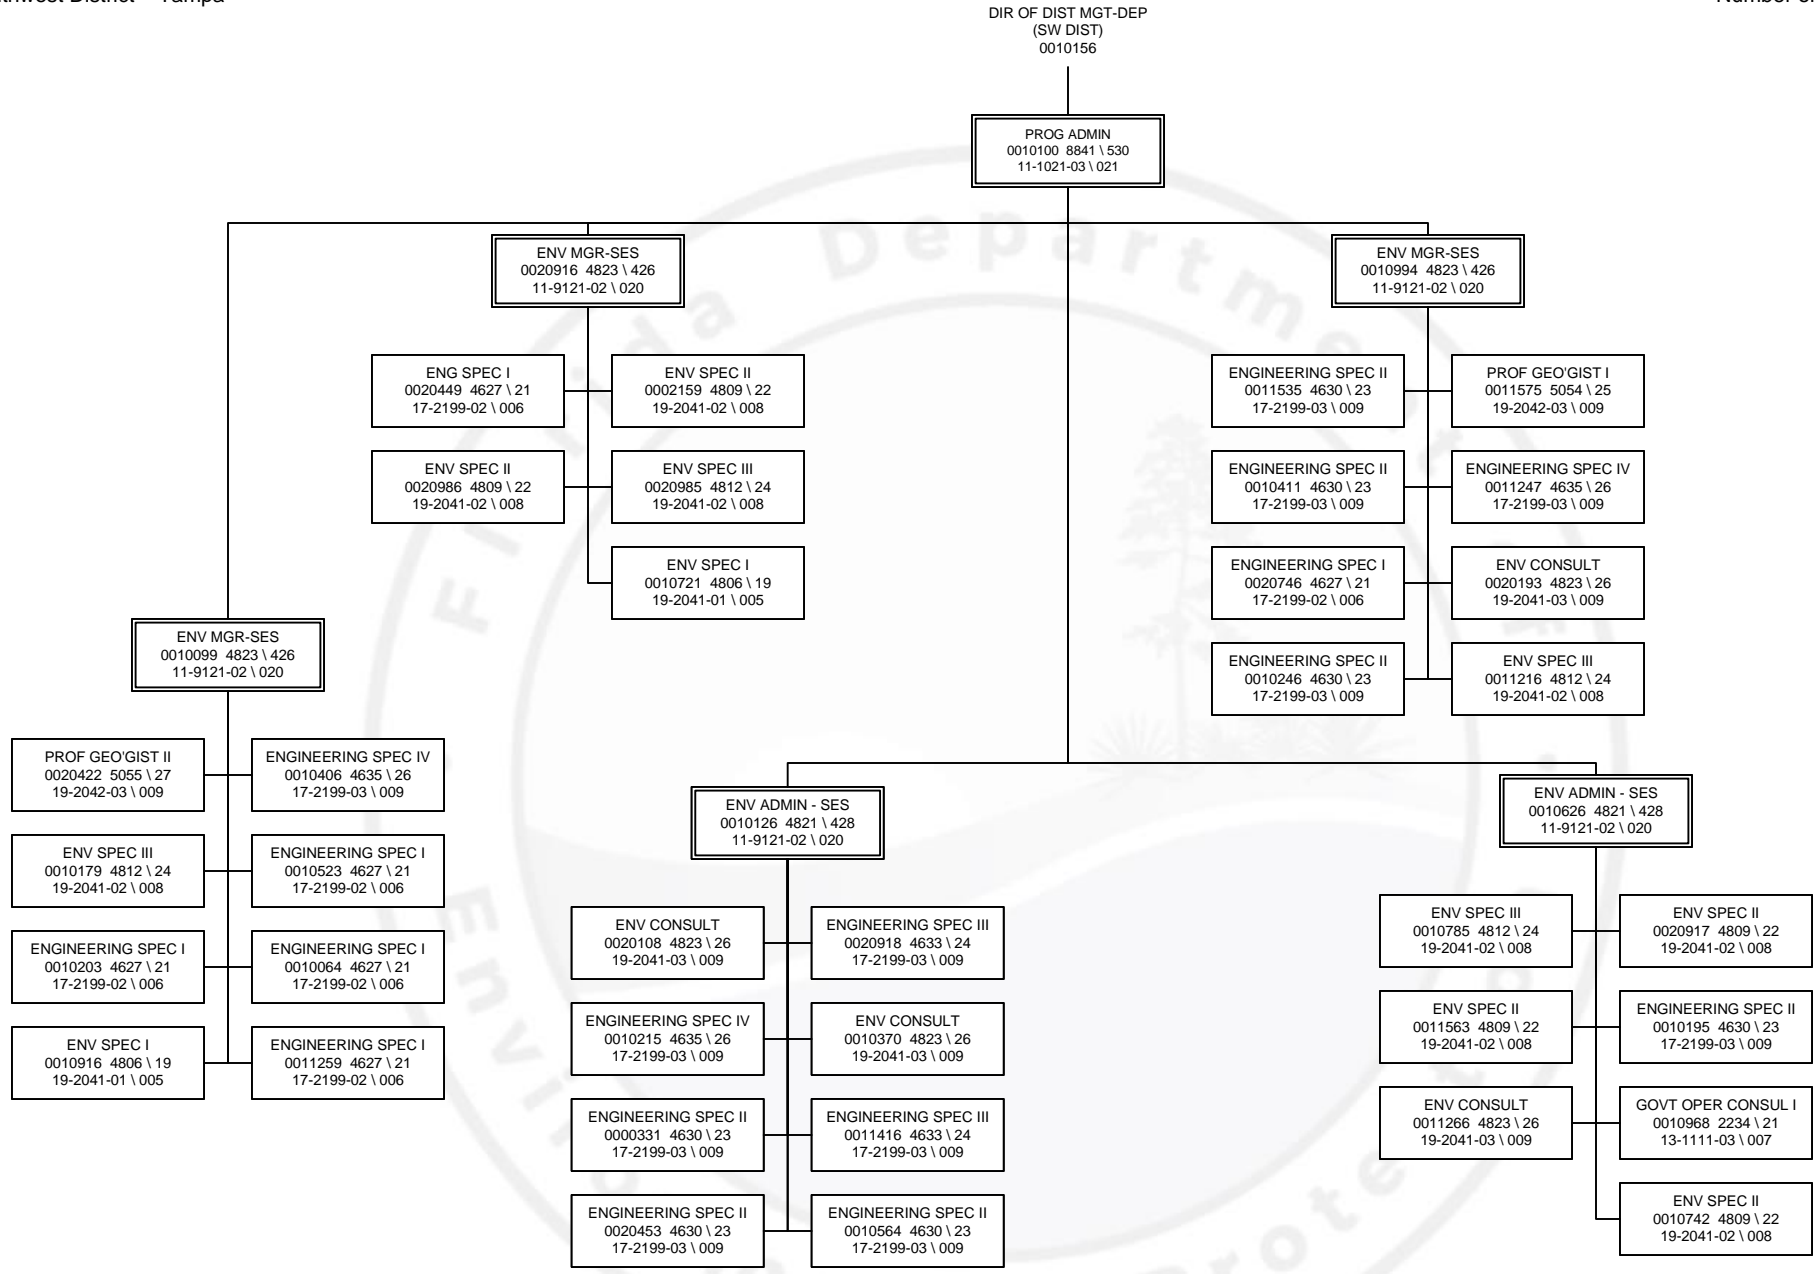 DIR OF DIST MGT-DEP
(SW DIST)
0010156
PROG ADMIN
0010100 8841 \ 530
11-1021-03 \ 021
ENV MGR-SES
0020916 4823 \ 426
11-9121-02 \ 020
ENV MGR-SES
0010994 4823 \ 426
11-9121-02 \ 020
ENG SPEC I
0020449 4627 \ 21
17-2199-02 \ 006
ENV SPEC II
0002159 4809 \ 22
19-2041-02 \ 008
ENV SPEC II
0020986 4809 \ 22
19-2041-02 \ 008
ENV SPEC III
0020985 4812 \ 24
19-2041-02 \ 008
ENV SPEC I
0010721 4806 \ 19
19-2041-01 \ 005
ENGINEERING SPEC II
0011535 4630 \ 23
17-2199-03 \ 009
PROF GEO'GIST I
0011575 5054 \ 25
19-2042-03 \ 009
ENGINEERING SPEC II
0010411 4630 \ 23
17-2199-03 \ 009
ENGINEERING SPEC IV
0011247 4635 \ 26
17-2199-03 \ 009
ENGINEERING SPEC I
0020746 4627 \ 21
17-2199-02 \ 006
ENV CONSULT
0020193 4823 \ 26
19-2041-03 \ 009
ENGINEERING SPEC II
0010246 4630 \ 23
17-2199-03 \ 009
ENV SPEC III
0011216 4812 \ 24
19-2041-02 \ 008
ENV MGR-SES
0010099 4823 \ 426
11-9121-02 \ 020
PROF GEO'GIST II
0020422 5055 \ 27
19-2042-03 \ 009
ENGINEERING SPEC IV
0010406 4635 \ 26
17-2199-03 \ 009
ENV SPEC III
0010179 4812 \ 24
19-2041-02 \ 008
ENGINEERING SPEC I
0010523 4627 \ 21
17-2199-02 \ 006
ENGINEERING SPEC I
0010203 4627 \ 21
17-2199-02 \ 006
ENGINEERING SPEC I
0010064 4627 \ 21
17-2199-02 \ 006
ENV SPEC I
0010916 4806 \ 19
19-2041-01 \ 005
ENGINEERING SPEC I
0011259 4627 \ 21
17-2199-02 \ 006
ENV ADMIN - SES
0010126 4821 \ 428
11-9121-02 \ 020
ENV CONSULT
0020108 4823 \ 26
19-2041-03 \ 009
ENGINEERING SPEC III
0020918 4633 \ 24
17-2199-03 \ 009
ENGINEERING SPEC IV
0010215 4635 \ 26
17-2199-03 \ 009
ENV CONSULT
0010370 4823 \ 26
19-2041-03 \ 009
ENGINEERING SPEC II
0000331 4630 \ 23
17-2199-03 \ 009
ENGINEERING SPEC III
0011416 4633 \ 24
17-2199-03 \ 009
ENGINEERING SPEC II
0020453 4630 \ 23
17-2199-03 \ 009
ENGINEERING SPEC II
0010564 4630 \ 23
17-2199-03 \ 009
ENV ADMIN - SES
0010626 4821 \ 428
11-9121-02 \ 020
ENV SPEC III
0010785 4812 \ 24
19-2041-02 \ 008
ENV SPEC II
0020917 4809 \ 22
19-2041-02 \ 008
ENV SPEC II
0011563 4809 \ 22
19-2041-02 \ 008
ENGINEERING SPEC II
0010195 4630 \ 23
17-2199-03 \ 009
ENV CONSULT
0011266 4823 \ 26
19-2041-03 \ 009
GOVT OPER CONSUL I
0010968 2234 \ 21
13-1111-03 \ 007
ENV SPEC II
0010742 4809 \ 22
19-2041-02 \ 008
Florida Department of